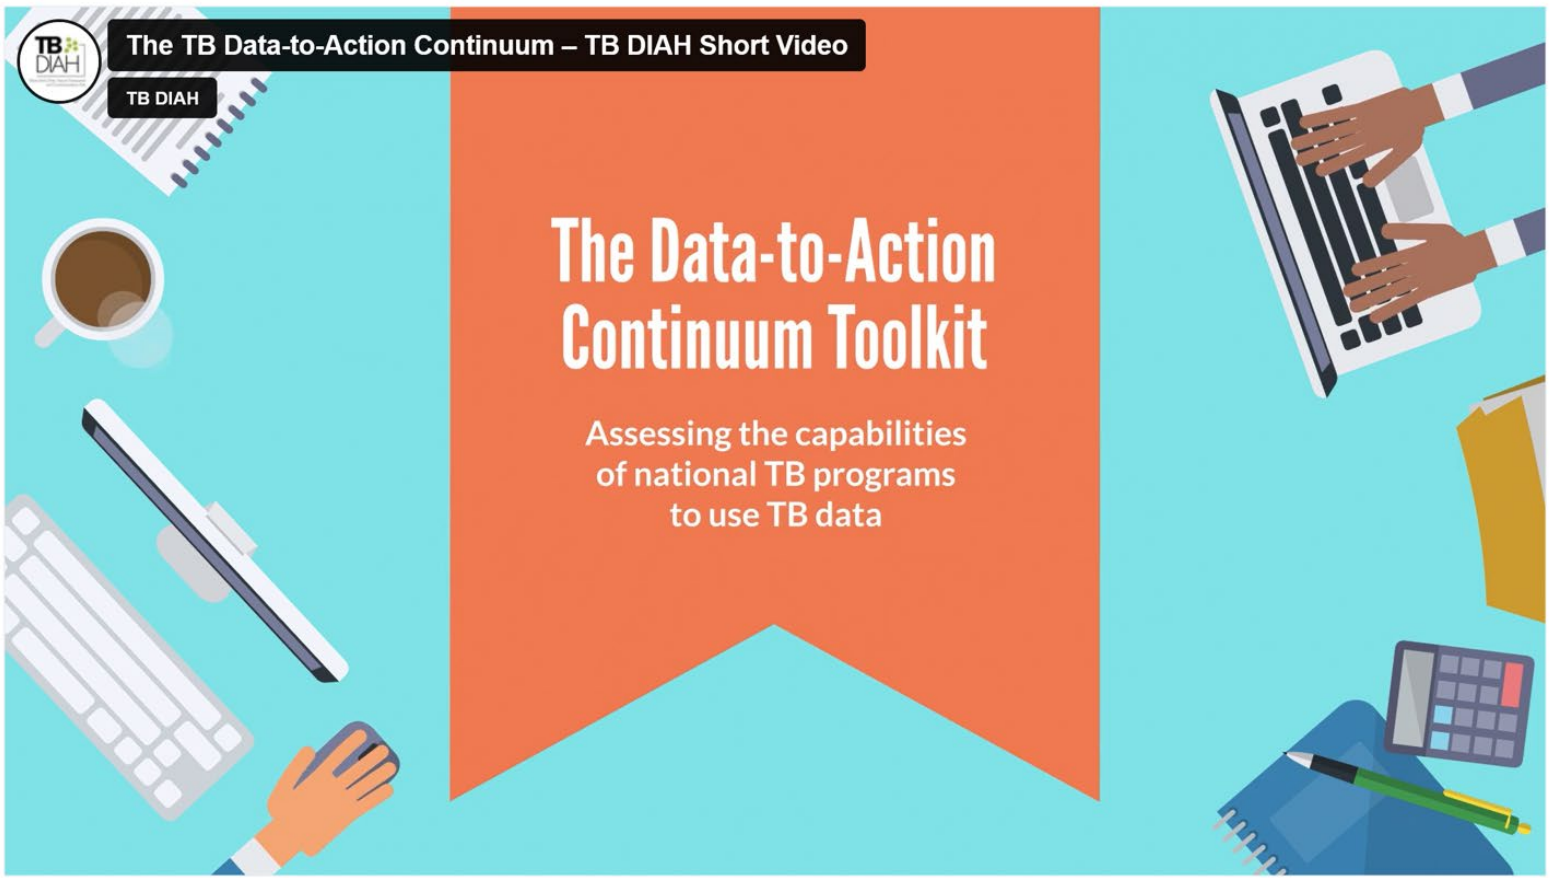 TB
DIAH
The TB Data-to-Action Continuum – TB DIAH Short Video
TB DIAH
The Data-to-Action
Continuum Toolkit
Assessing the capabilities
of national TB programs
to use TB data